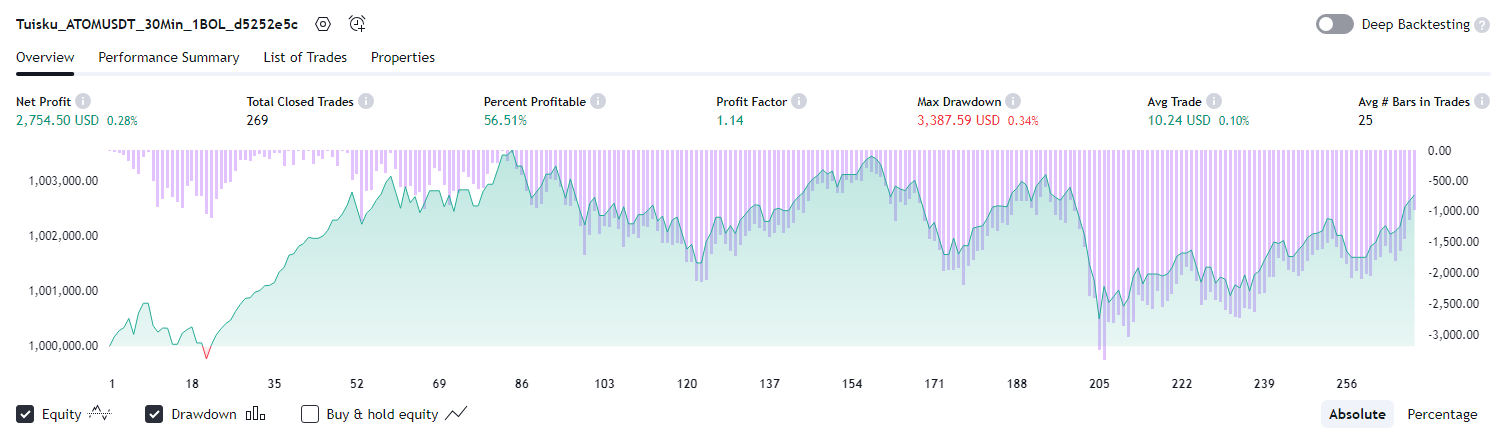 Tuisku_ATOMUSDT_30Min_1BOL_d5252e5c Deep Backtesting ?
Overview Performance Summary List of Trades Properties
Net Profit Total Closed Trades Percent Profitable Profit Factor Max Drawdown Avg Trade Avg # Bars in Trades
2,754.50 USD 0.28% 269 56.51% 1.14 3,387.59 USD 0.34% 10.24 USD 0.10% 25
0.00
1,003,000.00 -500.00
-1,000.00
1,002,000.00 -1,500.00
-2,000.00
1,001,000.00 -2,500.00
1,000,000.00 -3,000.00
1 18 35 52 69 86 103 120 137 154 171 188 205 222 239 256
Equity Drawdown Buy & hold equity Absolute Percentage